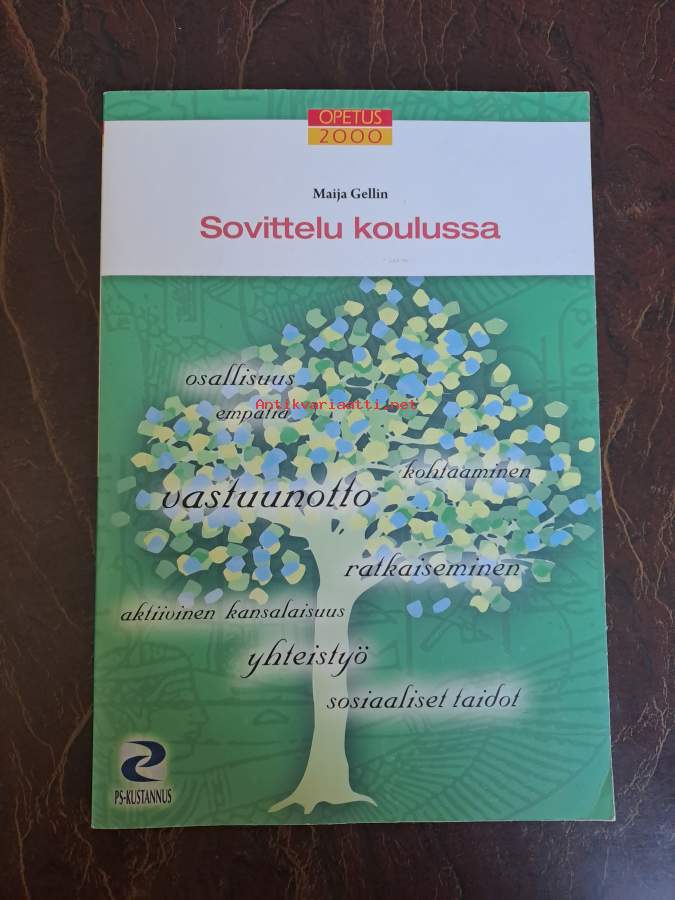 OPETUS
2000
Maija Gellin
Sovittelu koulussa
osallisuus
Antikvariaatti.net
empatia
kohtaaminen
vastuunotto
ratkaiseminen
aktiivinen kansalaisuus
yhteistyö
sosiaaliset taidot
PS-KUSTANNUS